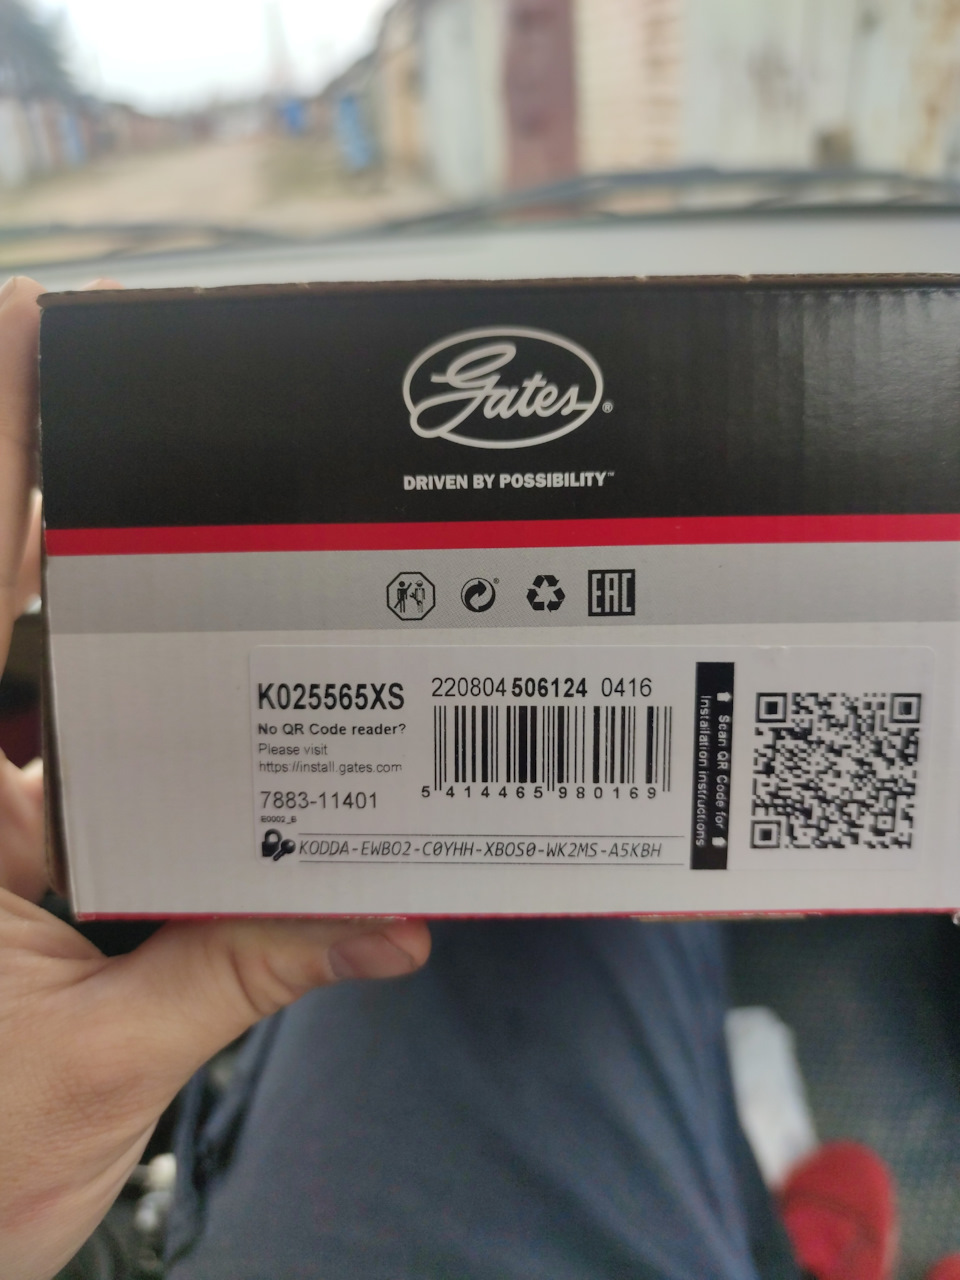 Gates®
DRIVEN BY POSSIBILITY™
EAC
K025565XS
220804 506124 0416
No QR Code reader?
Please visit
https://install.gates.com
5 414465 980169
7883-11401
E0002_E
KODDA-EWBO2-C0YHH-XBOS0-WK2MS-A5KBH
Scan QR Code for
Installation instructions